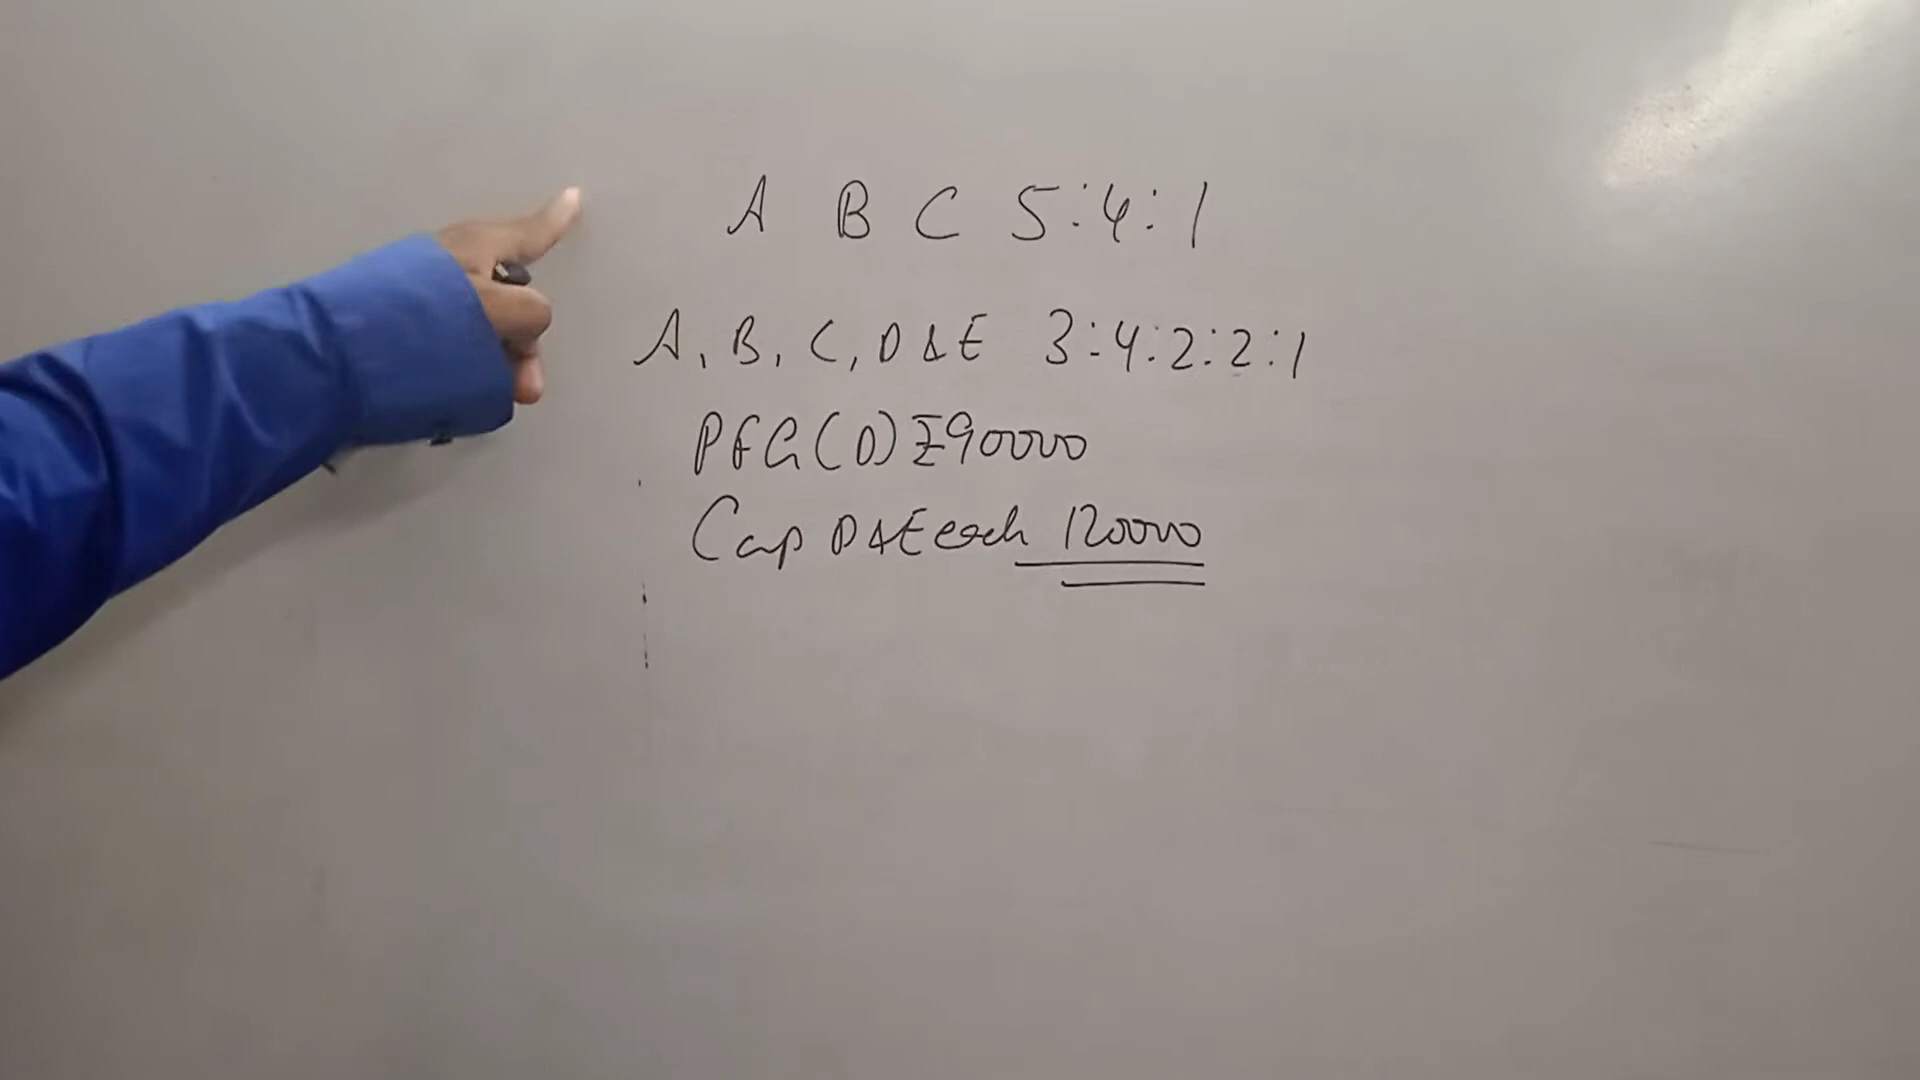 A B C 5:4:1
A, B, C, D & E 3:4:2:2:1
PFG(D) ₹90000
Cap D & E each 120000